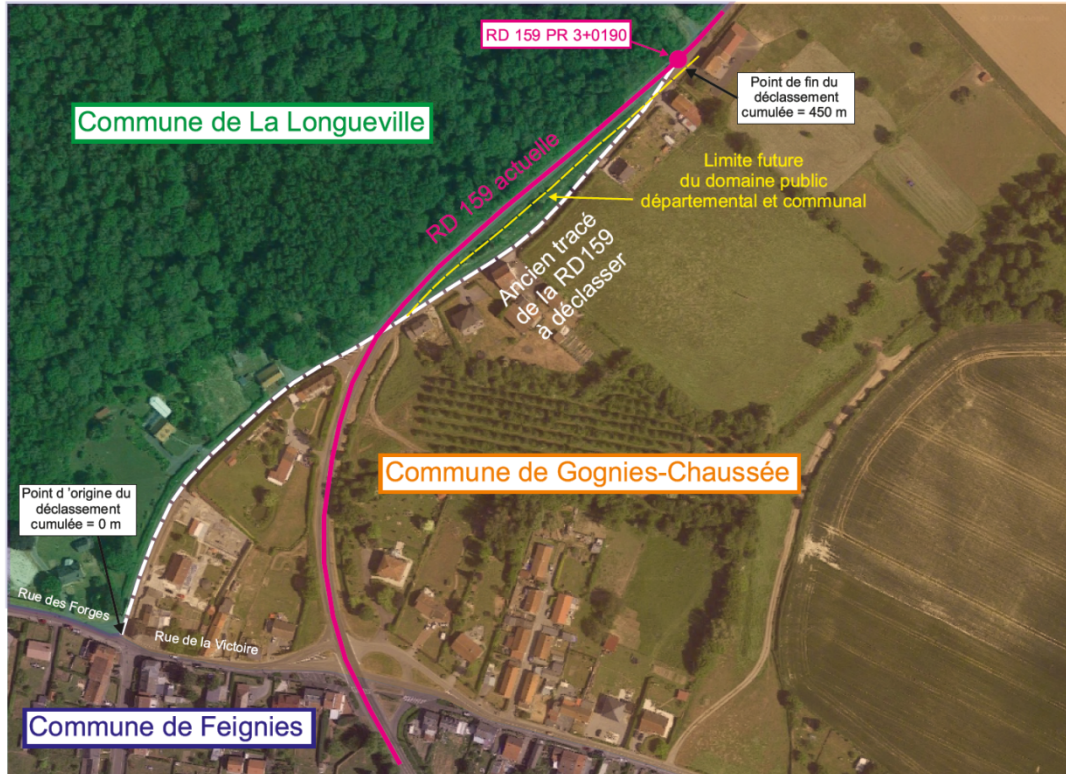 RD 159 PR 3+0190
Point de fin du
déclassement
cumulée = 450 m
Commune de La Longueville
Limite future
du domaine public
départemental et communal
RD 159 actuelle
Ancien tracé
de la RD159
à déclasser
Commune de Gognies-Chaussée
Point d 'origine du
déclassement
cumulée = 0 m
Rue des Forges
Rue de la Victoire
Commune de Feignies